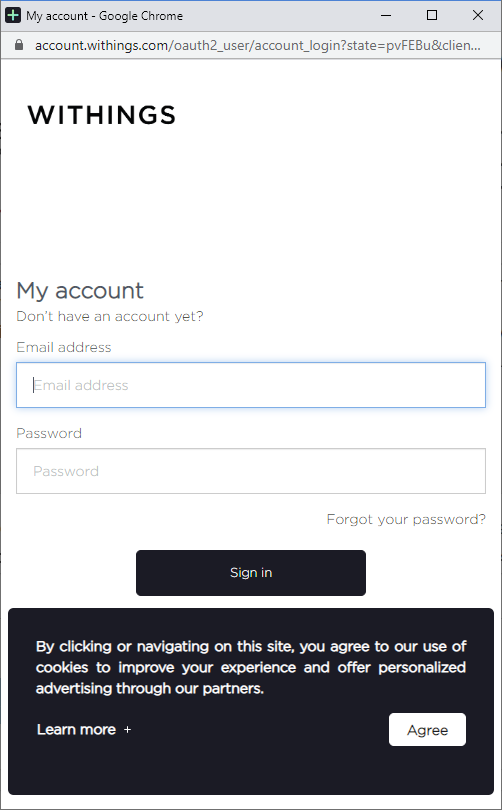 My account - Google Chrome
account.withings.com/oauth2_user/account_login?state=pvFEBu&clien...
WITHINGS
My account
Don't have an account yet?
Email address
Email address
Password
Password
Forgot your password?
Sign in
By clicking or navigating on this site, you agree to our use of
cookies to improve your experience and offer personalized
advertising through our partners.
Learn more +
Agree